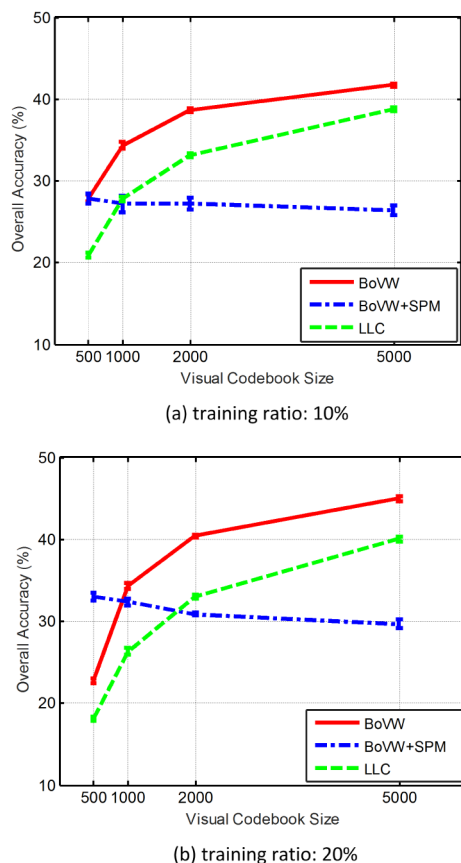 50
40
30
20
10
Overall Accuracy (%)
BoVW
BoVW+SPM
LLC
500 1000 2000 5000
Visual Codebook Size
(a) training ratio: 10%
50
40
30
20
10
Overall Accuracy (%)
BoVW
BoVW+SPM
LLC
500 1000 2000 5000
Visual Codebook Size
(b) training ratio: 20%